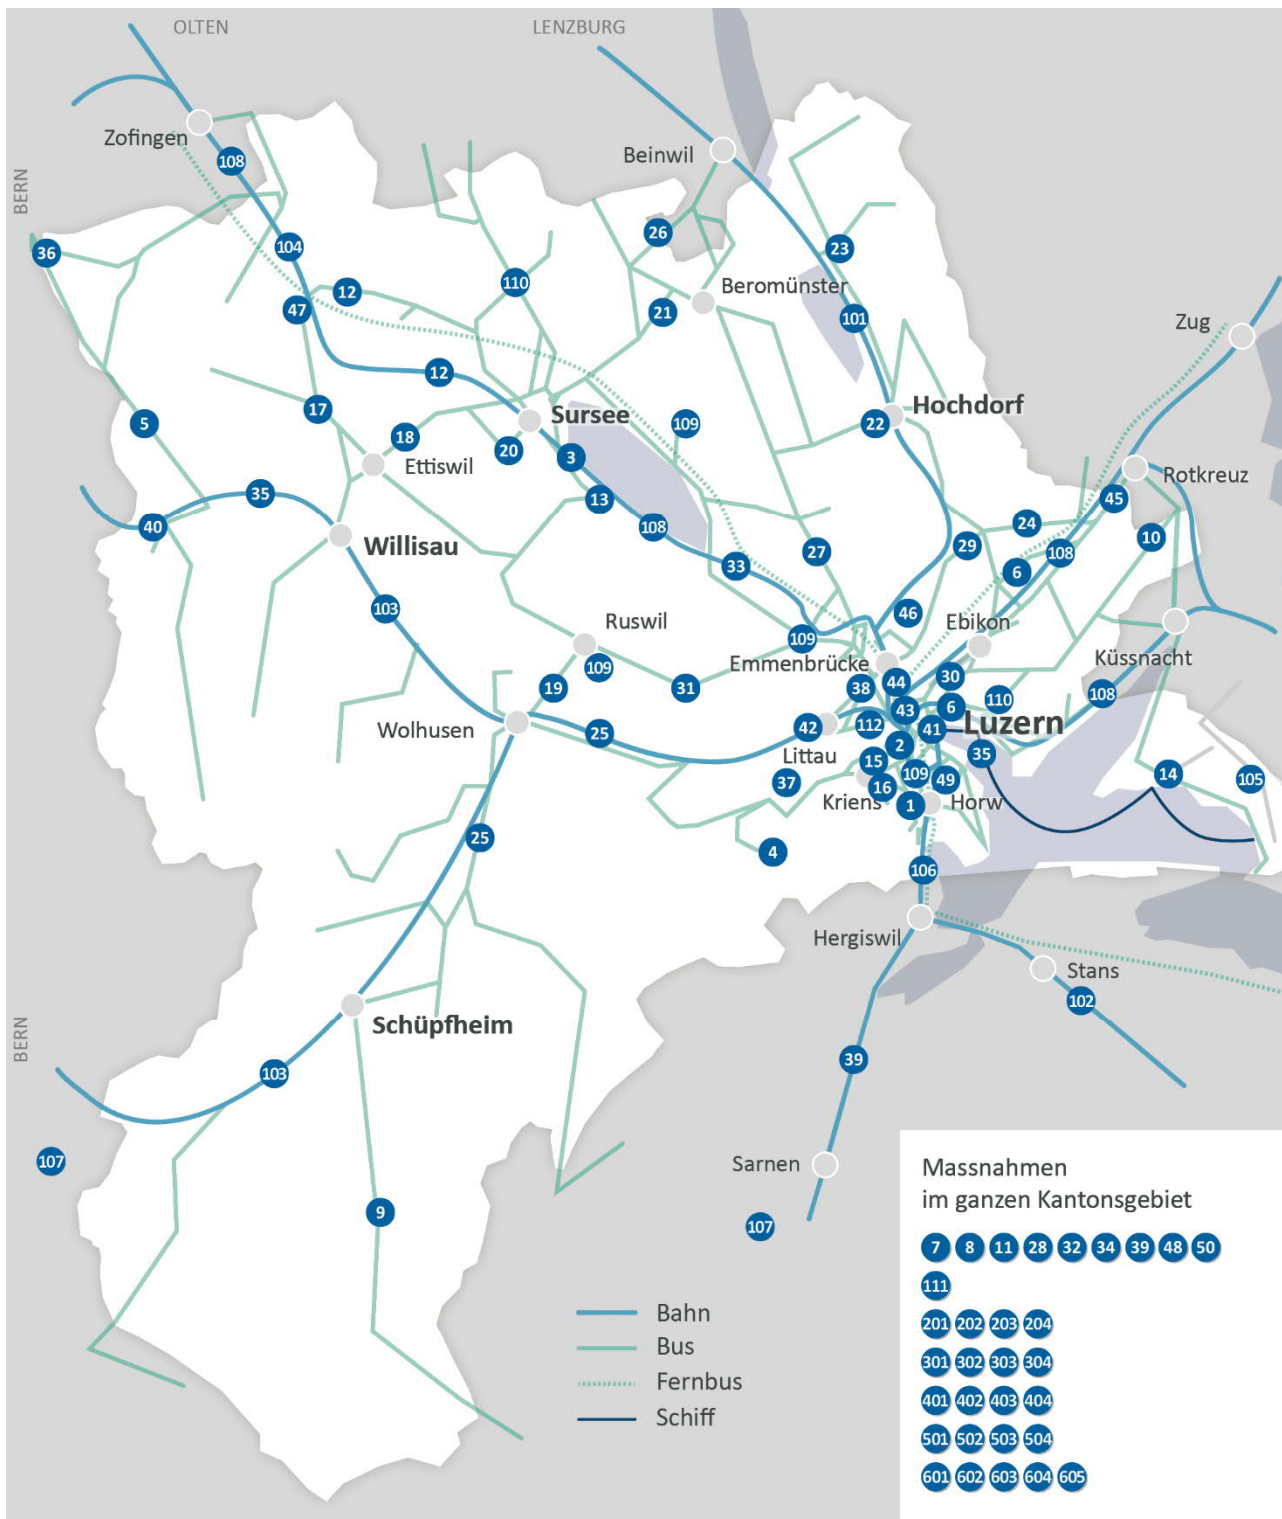 OLTEN
LENZBURG
Zofingen
108
Beinwil
BERN
36
104
26
23
47
12
110
Beromünster
21
101
Zug
12
17
5
18
Sursee
109
Hochdorf
22
20
3
Ettiswil
Rotkreuz
35
13
45
40
108
24
10
Willisau
33
27
29
108
6
103
46
Ruswil
109
Ebikon
109
Emmenbrücke
Küssnacht
19
31
38
44
30
110
108
Wolhusen
25
42
112
43
6
Luzern
41
2
35
Littau
15
109
49
14
105
37
16
Kriens
1
Horw
25
4
106
Hergiswil
Stans
102
Schüpfheim
BERN
39
103
107
Sarnen
9
107
Massnahmen
im ganzen Kantonsgebiet
7 8 11 28 32 34 39 48 50
111
201 202 203 204
301 302 303 304
401 402 403 404
501 502 503 504
601 602 603 604 605
Bahn
Bus
Fernbus
Schiff